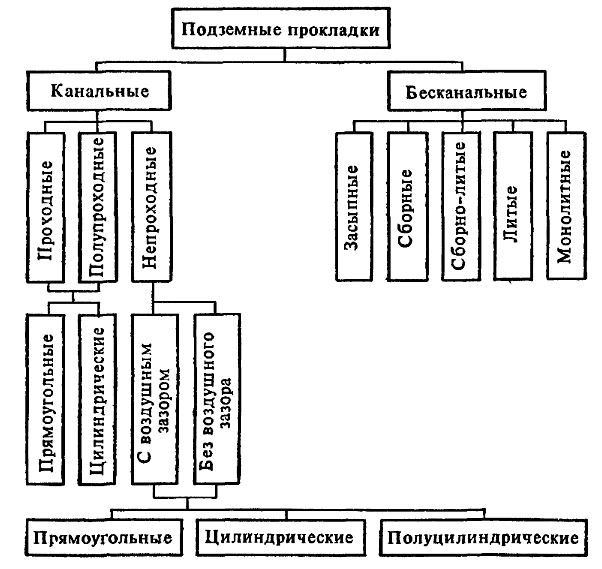 Подземные прокладки
Канальные
Бесканальные
Проходные
Полупроходные
Непроходные
Засыпные
Сборные
Сборно-литые
Литые
Монолитные
Прямоугольные
Цилиндрические
С воздушным
зазором
Без воздушного
зазора
Прямоугольные
Цилиндрические
Полуцилиндрические